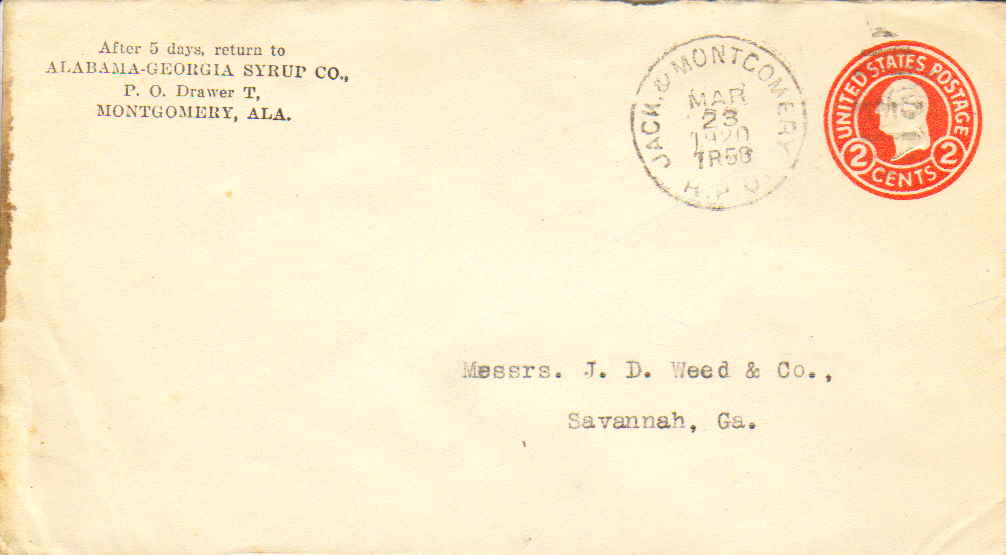 After 5 days, return to
ALABAMA-GEORGIA SYRUP CO.,
P. O. Drawer T,
MONTGOMERY, ALA.
JACK. & MONTGOMERY
MAR
23
1920
TR58
R.P.O.
UNITED STATES POSTAGE
2 CENTS 2
Messrs. J. D. Weed & Co.,
Savannah, Ga.